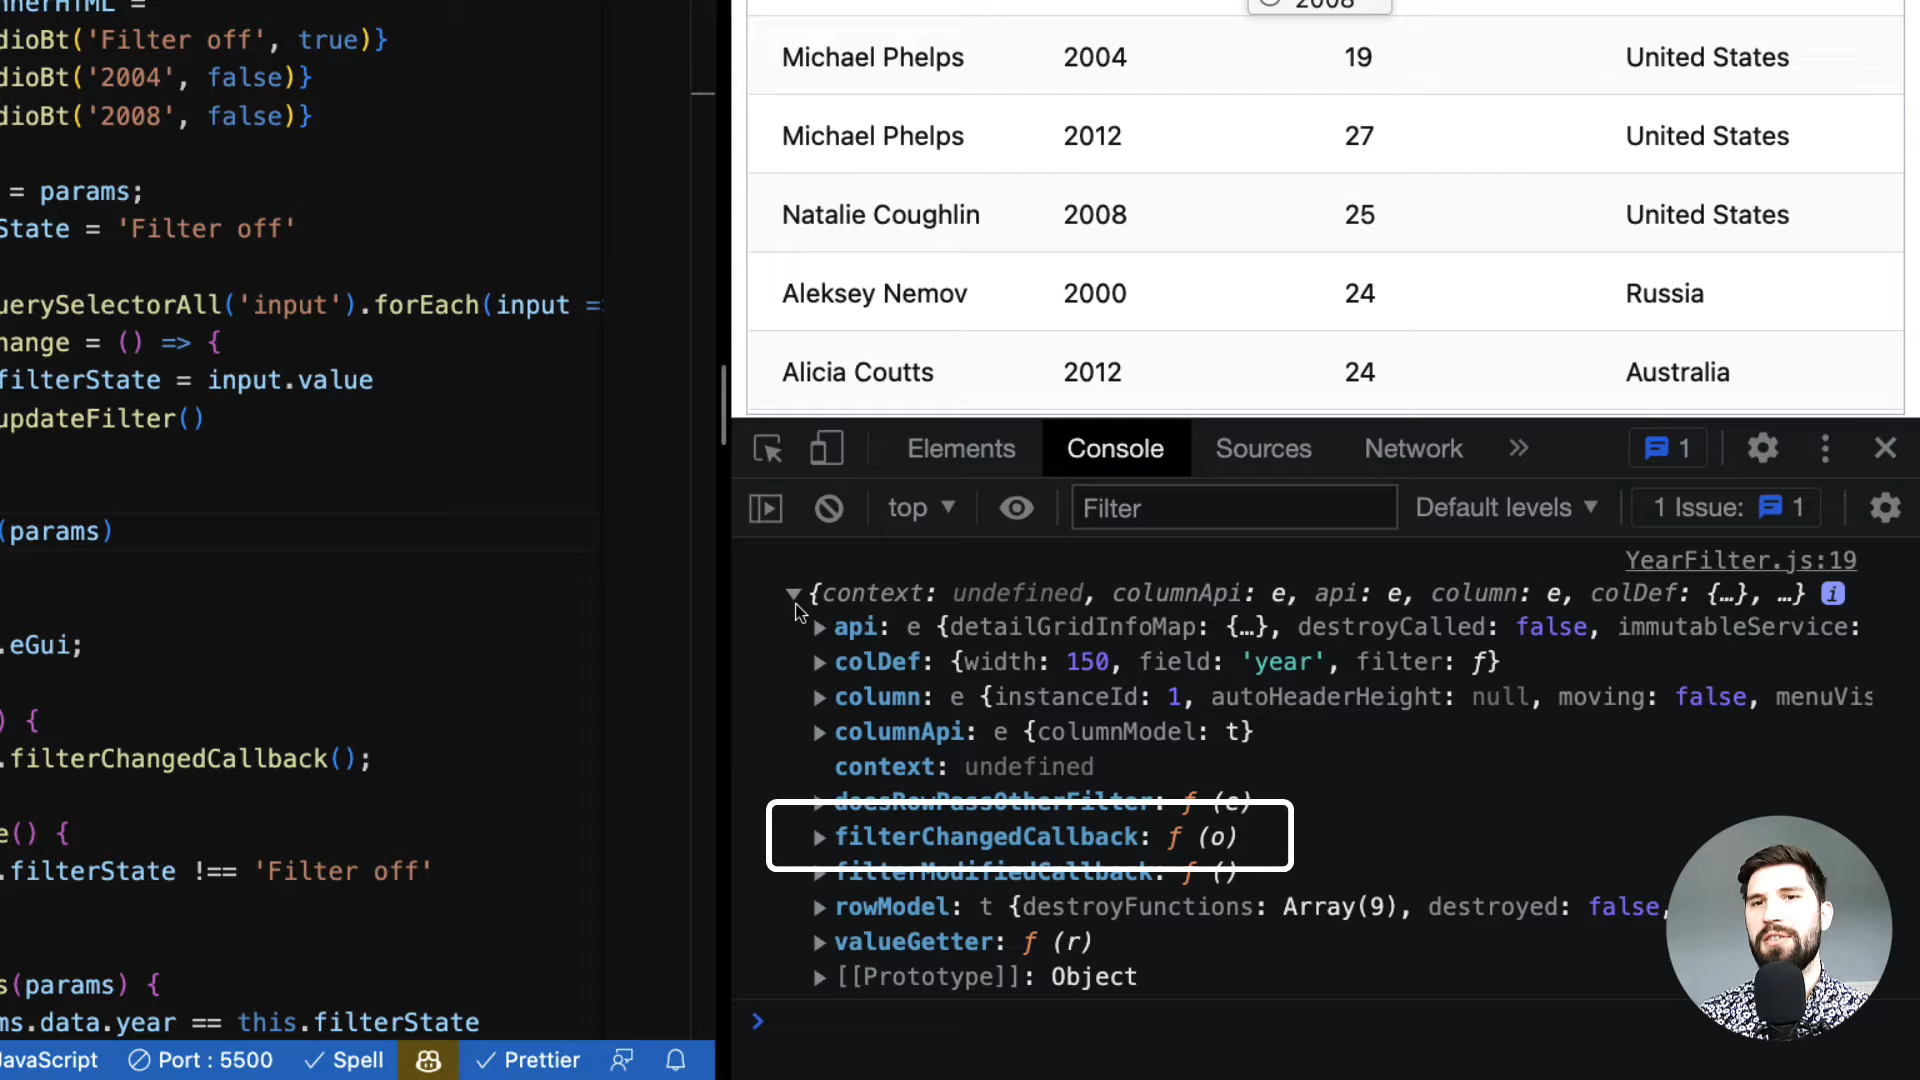 nnerHTML =
dioBt('Filter off', true)}
dioBt('2004', false)}
dioBt('2008', false)}
= params;
State = 'Filter off'
uerySelectorAll('input').forEach(input =>
hange = () => {
filterState = input.value
updateFilter()
(params)
.eGui;
) {
.filterChangedCallback();
e() {
.filterState !== 'Filter off'
s(params) {
ms.data.year == this.filterState
JavaScript Port : 5500 Spell Prettier
2008
Michael Phelps 2004 19 United States
Michael Phelps 2012 27 United States
Natalie Coughlin 2008 25 United States
Aleksey Nemov 2000 24 Russia
Alicia Coutts 2012 24 Australia
Elements Console Sources Network » 1
top Filter Default levels 1 Issue: 1
YearFilter.js:19
{context: undefined, columnApi: e, api: e, column: e, colDef: {…}, …} i
api: e {detailGridInfoMap: {…}, destroyCalled: false, immutableService:
colDef: {width: 150, field: 'year', filter: ƒ}
column: e {instanceId: 1, autoHeaderHeight: null, moving: false, menuVis
columnApi: e {columnModel: t}
context: undefined
doesRowPassOtherFilter: ƒ (e)
filterChangedCallback: ƒ (o)
filterModifiedCallback: ƒ ()
rowModel: t {destroyFunctions: Array(9), destroyed: false,
valueGetter: ƒ (r)
[[Prototype]]: Object